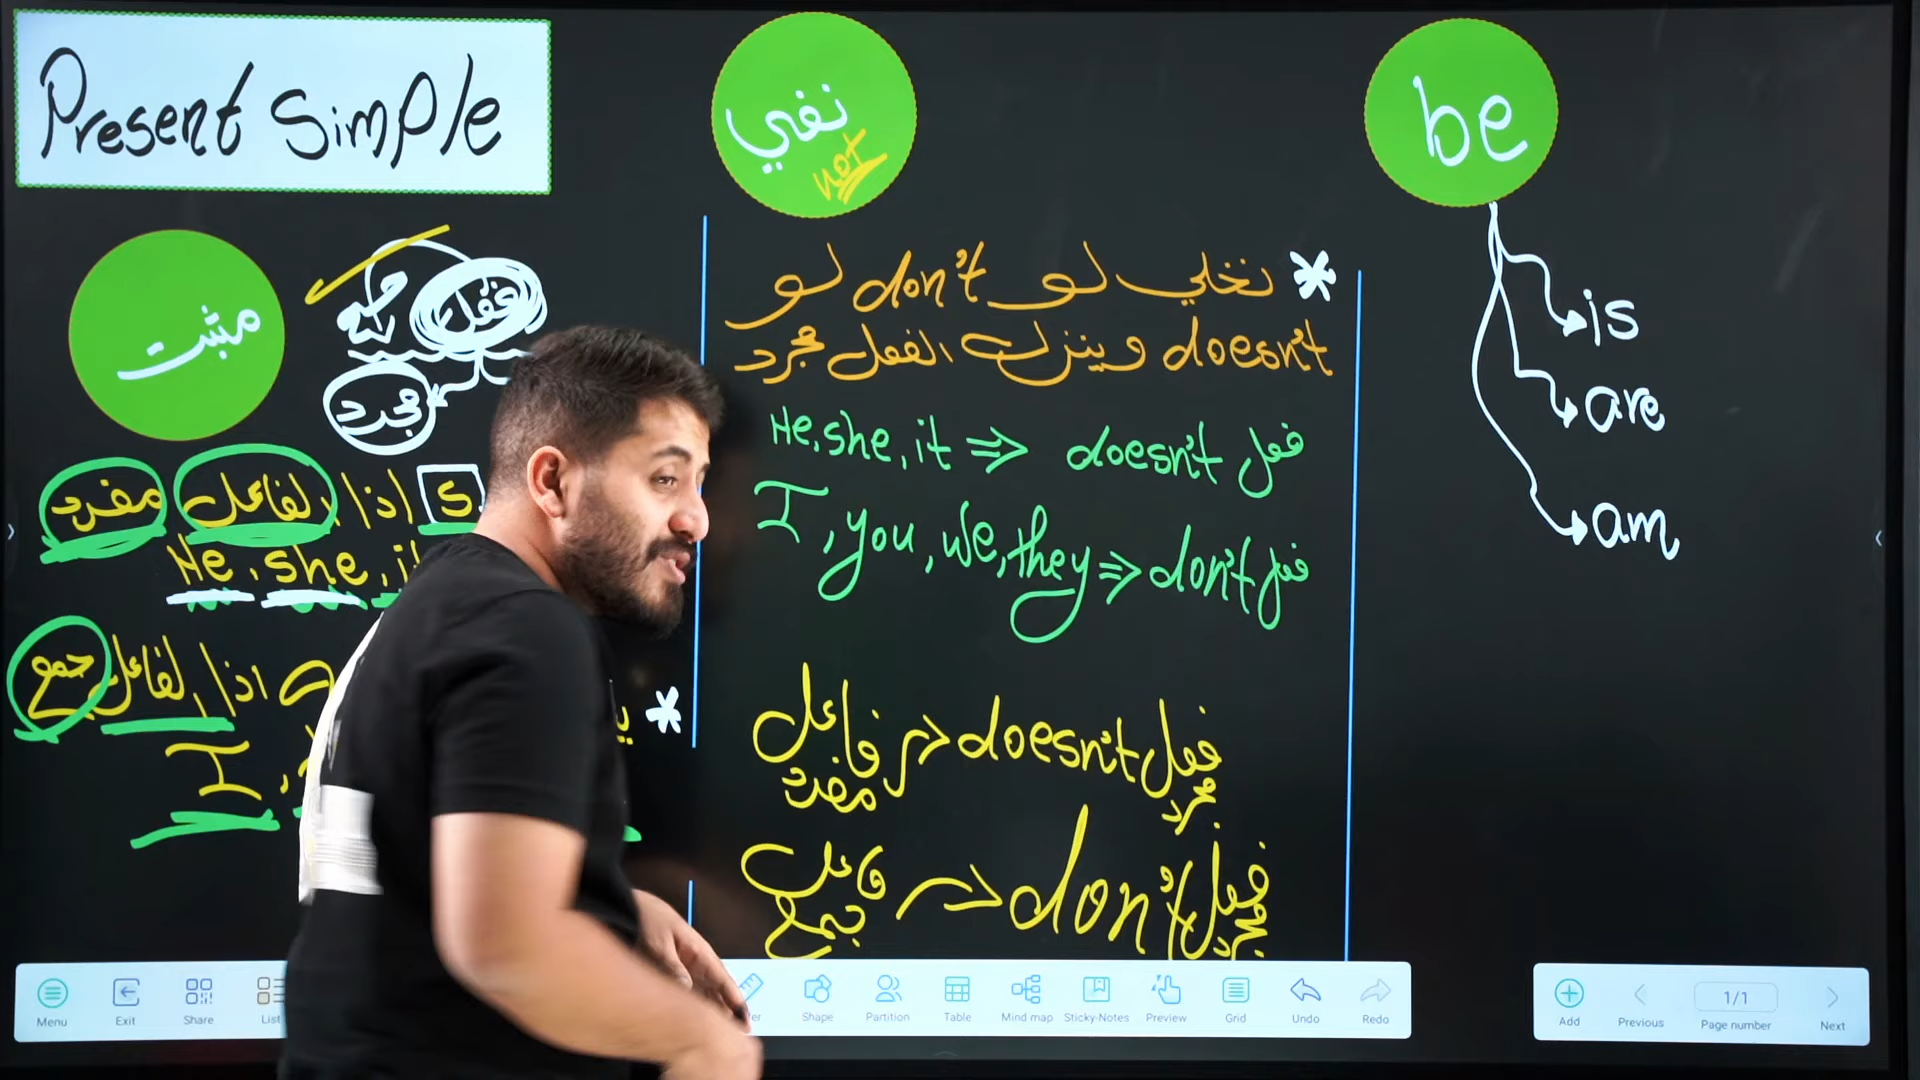 Present Simple
مثبت
فعل
مجرد
s اذا الفاعل مفرد
He, she, it
اذا الفاعل جمع
I,
*
نفي
not
* نخلي لو don't لو
doesn't وينزل الفعل مجرد
He, she, it ⇒ doesn't فعل
I, you, we, they ⇒ don't فعل
فاعل مفرد → doesn't فعل مجرد
فاعل جمع → don't فعل مجرد
be
is
are
am
Menu
Exit
Share
List
Shape
Partition
Table
Mind map
Sticky-Notes
Preview
Grid
Undo
Redo
Add
Previous
1/1
Page number
Next